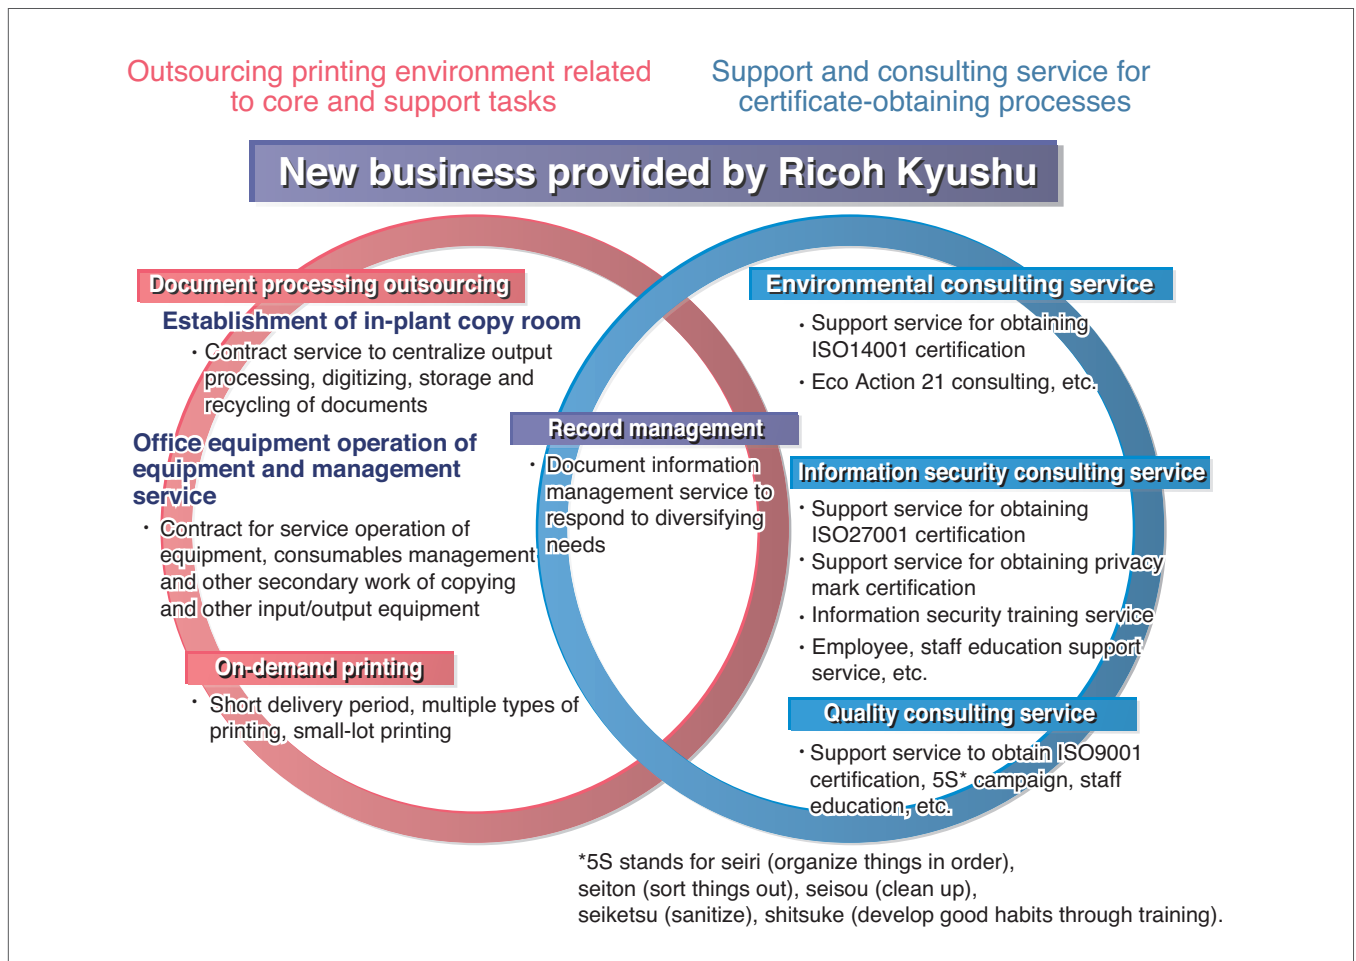 Outsourcing printing environment related
to core and support tasks
Support and consulting service for
certificate-obtaining processes
New business provided by Ricoh Kyushu
Document processing outsourcing
Establishment of in-plant copy room
・Contract service to centralize output
processing, digitizing, storage and
recycling of documents
Office equipment operation of
equipment and management
service
・Contract for service operation of
equipment, consumables management
and other secondary work of copying
and other input/output equipment
On-demand printing
・Short delivery period, multiple types of
printing, small-lot printing
Record management
・Document information
management service to
respond to diversifying
needs
Environmental consulting service
・Support service for obtaining
ISO14001 certification
・Eco Action 21 consulting, etc.
Information security consulting service
・Support service for obtaining
ISO27001 certification
・Support service for obtaining privacy
mark certification
・Information security training service
・Employee, staff education support
service, etc.
Quality consulting service
・Support service to obtain ISO9001
certification, 5S* campaign, staff
education, etc.
*5S stands for seiri (organize things in order),
seiton (sort things out), seisou (clean up),
seiketsu (sanitize), shitsuke (develop good habits through training).